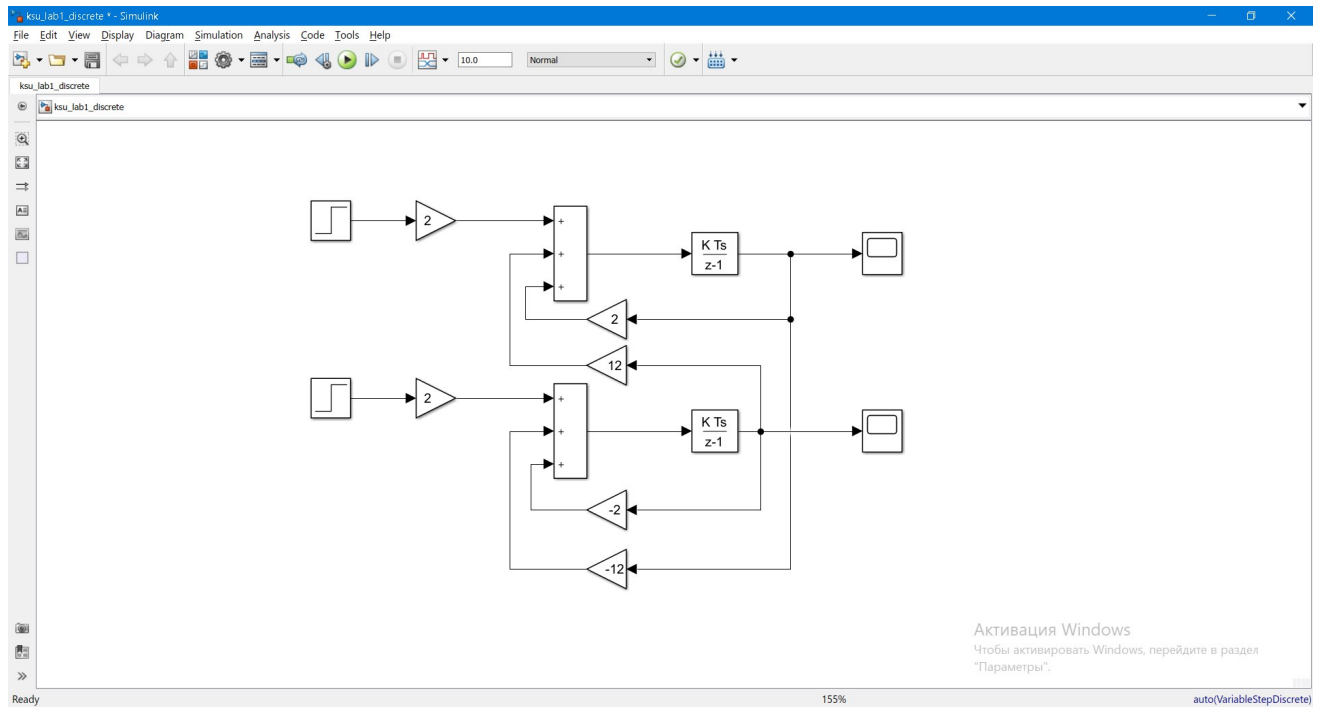 ksu_lab1_discrete * - Simulink
File Edit View Display Diagram Simulation Analysis Code Tools Help
10.0 Normal
ksu_lab1_discrete
ksu_lab1_discrete
2
+
+
+
K Ts
z-1
2
12
2
+
+
+
K Ts
z-1
-2
-12
Активация Windows
Чтобы активировать Windows, перейдите в раздел
"Параметры".
Ready 155% auto(VariableStepDiscrete)